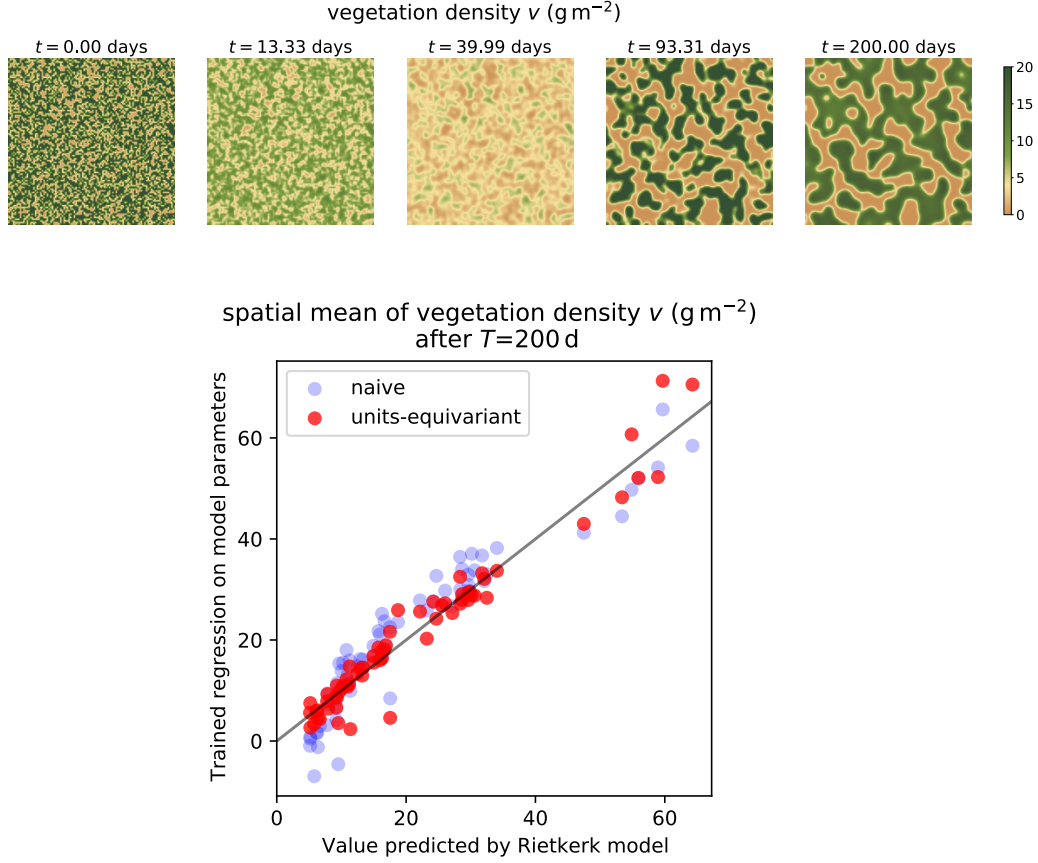 vegetation density v (g m⁻²)
t = 0.00 days
t = 13.33 days
t = 39.99 days
t = 93.31 days
t = 200.00 days
20
15
10
5
0
spatial mean of vegetation density v (g m⁻²)
after T=200 d
naive
units-equivariant
Trained regression on model parameters
60
40
20
0
0
20
40
60
Value predicted by Rietkerk model